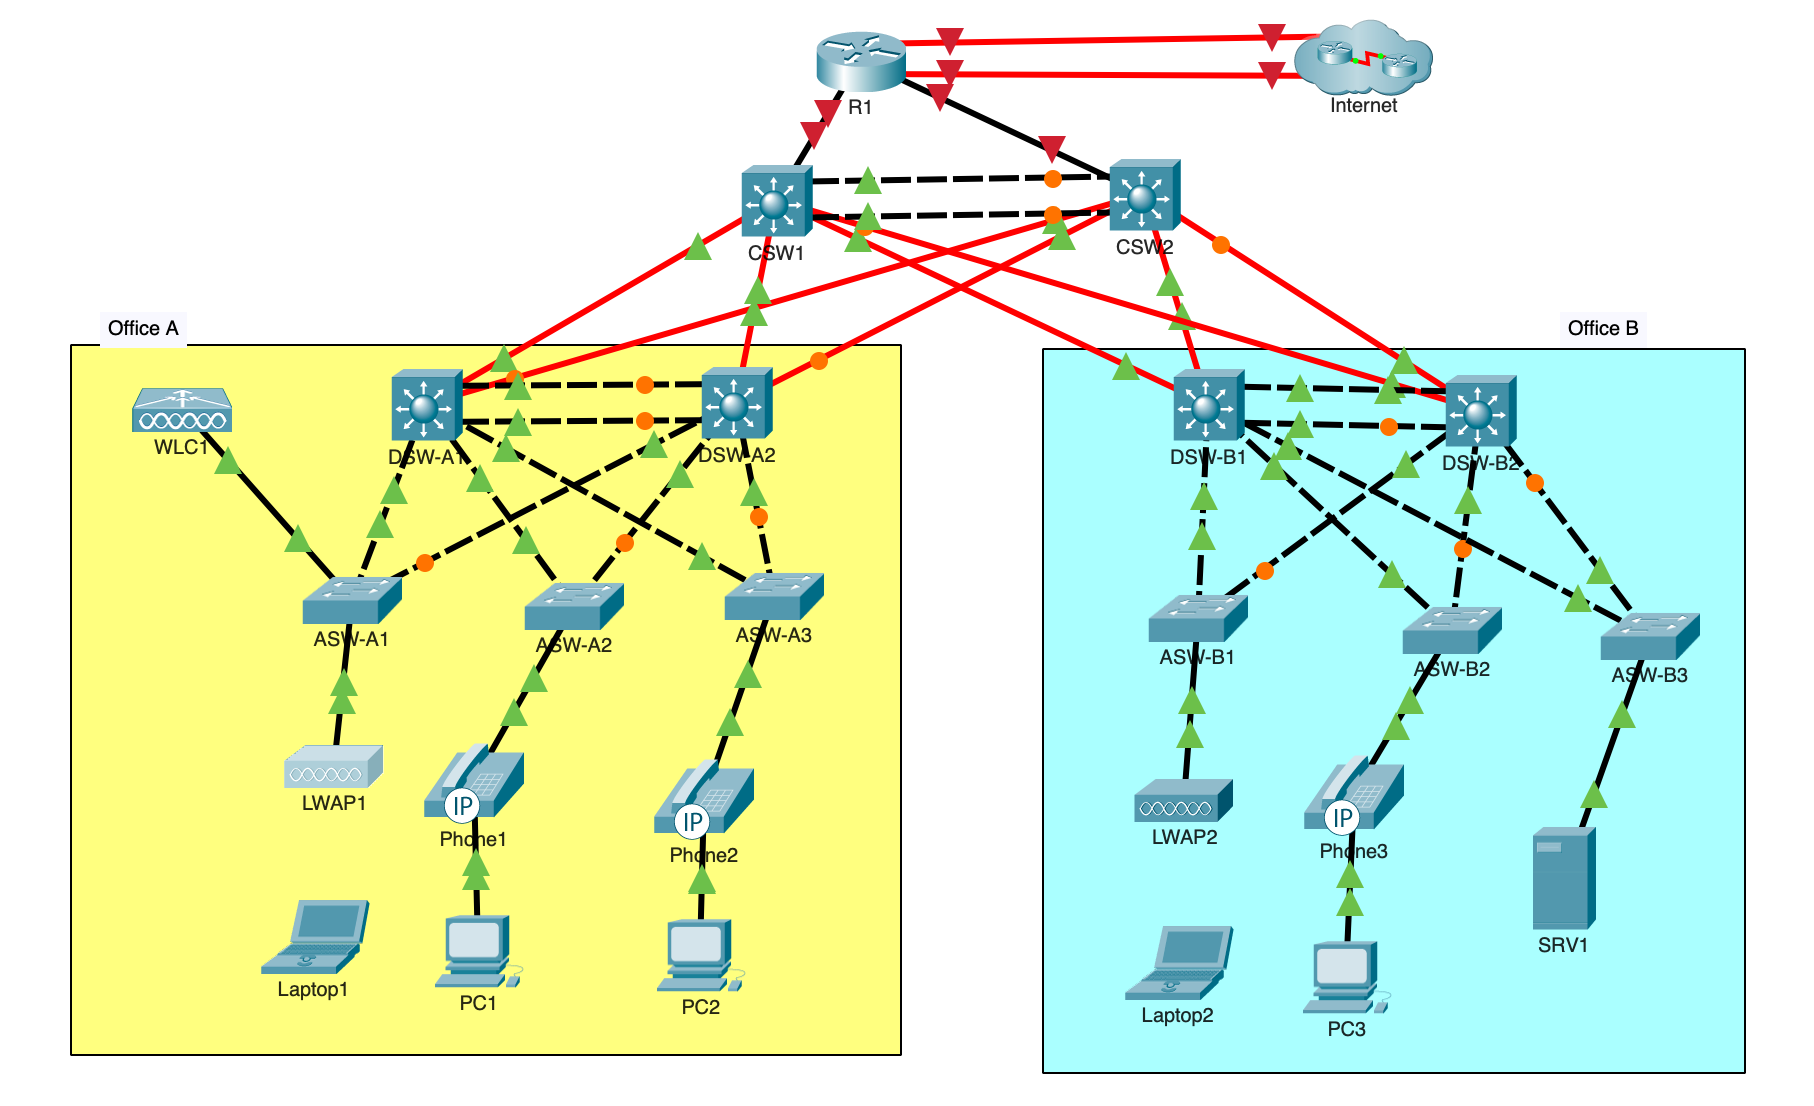 R1
Internet
CSW1
CSW2
Office A
Office B
WLC1
DSW-A1
DSW-A2
DSW-B1
DSW-B2
ASW-A1
ASW-A2
ASW-A3
ASW-B1
ASW-B2
ASW-B3
LWAP1
IP
Phone1
IP
Phone2
LWAP2
IP
Phone3
SRV1
Laptop1
PC1
PC2
Laptop2
PC3